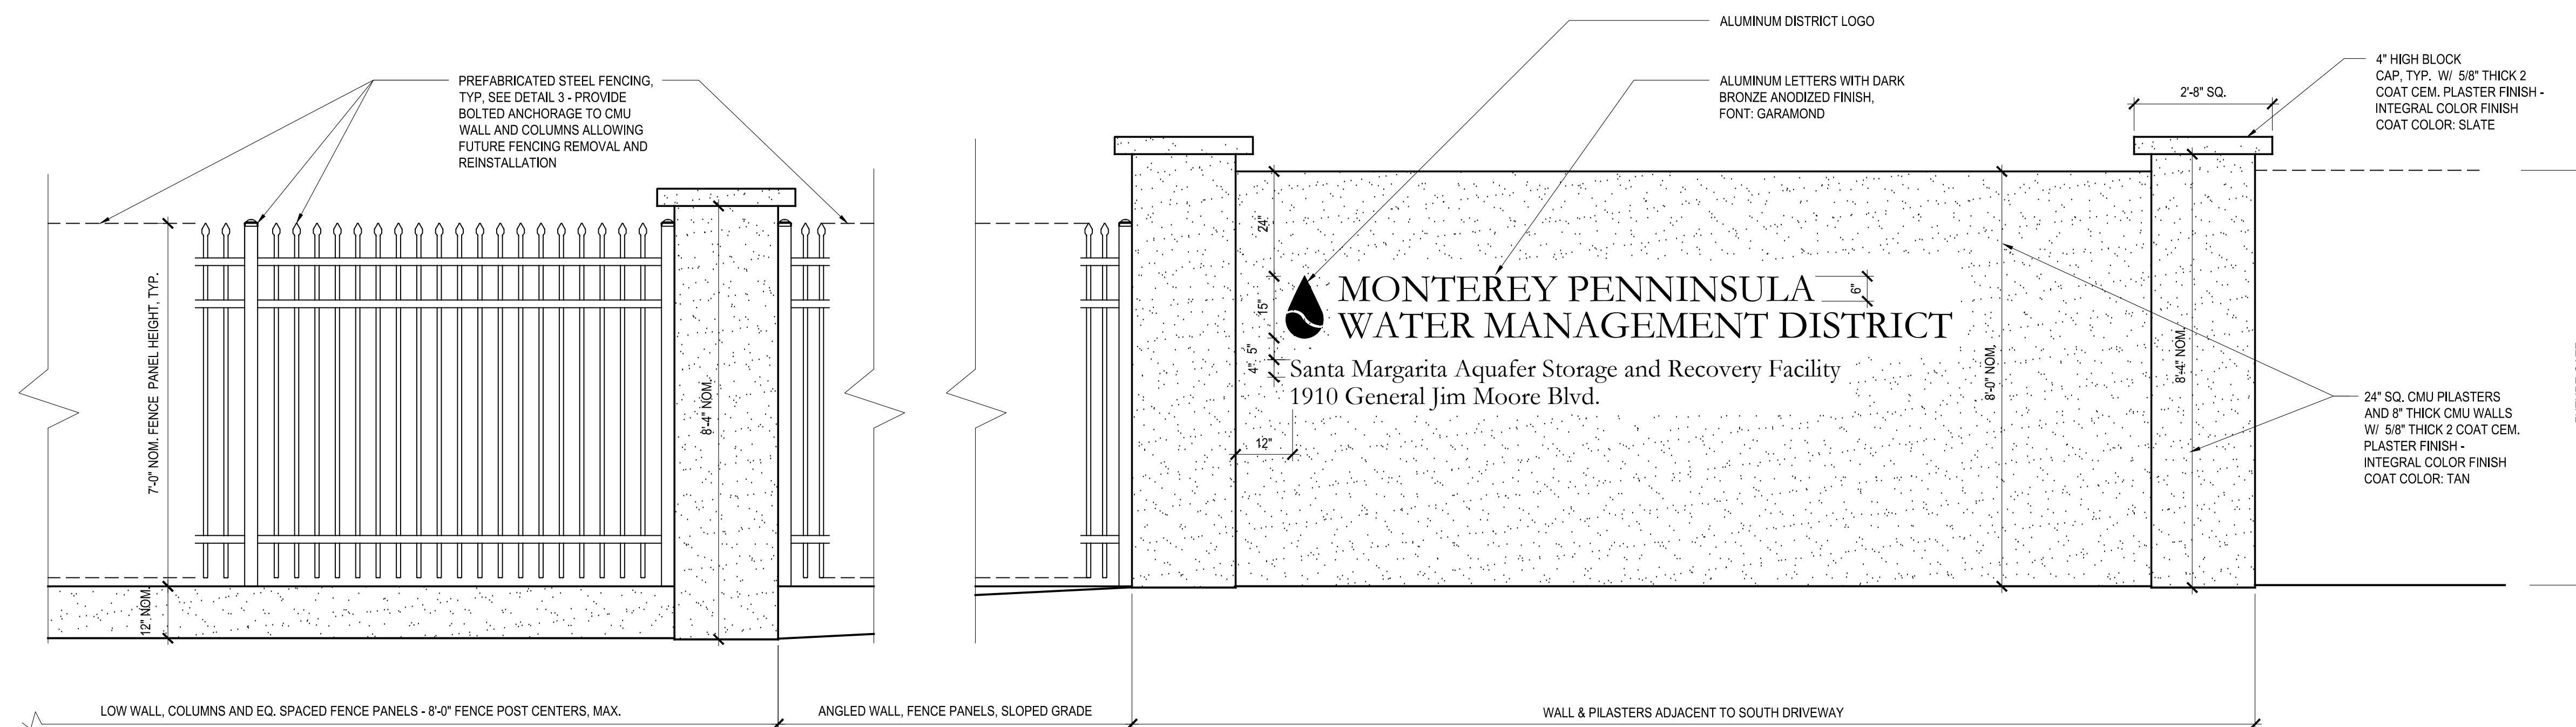 ALUMINUM DISTRICT LOGO
PREFABRICATED STEEL FENCING,
TYP, SEE DETAIL 3 - PROVIDE
BOLTED ANCHORAGE TO CMU
WALL AND COLUMNS ALLOWING
FUTURE FENCING REMOVAL AND
REINSTALLATION
ALUMINUM LETTERS WITH DARK
BRONZE ANODIZED FINISH,
FONT: GARAMOND
4" HIGH BLOCK
CAP, TYP. W/ 5/8" THICK 2
COAT CEM. PLASTER FINISH -
INTEGRAL COLOR FINISH
COAT COLOR: SLATE
2'-8" SQ.
7'-0" NOM. FENCE PANEL HEIGHT, TYP.
12" NOM.
8'-4" NOM.
24"
15"
5"
4"
12"
MONTEREY PENNINSULA
WATER MANAGEMENT DISTRICT
6"
Santa Margarita Aquafer Storage and Recovery Facility
1910 General Jim Moore Blvd.
8'-0" NOM.
8'-4" NOM.
24" SQ. CMU PILASTERS
AND 8" THICK CMU WALLS
W/ 5/8" THICK 2 COAT CEM.
PLASTER FINISH -
INTEGRAL COLOR FINISH
COAT COLOR: TAN
LOW WALL, COLUMNS AND EQ. SPACED FENCE PANELS - 8'-0" FENCE POST CENTERS, MAX.
ANGLED WALL, FENCE PANELS, SLOPED GRADE
WALL & PILASTERS ADJACENT TO SOUTH DRIVEWAY